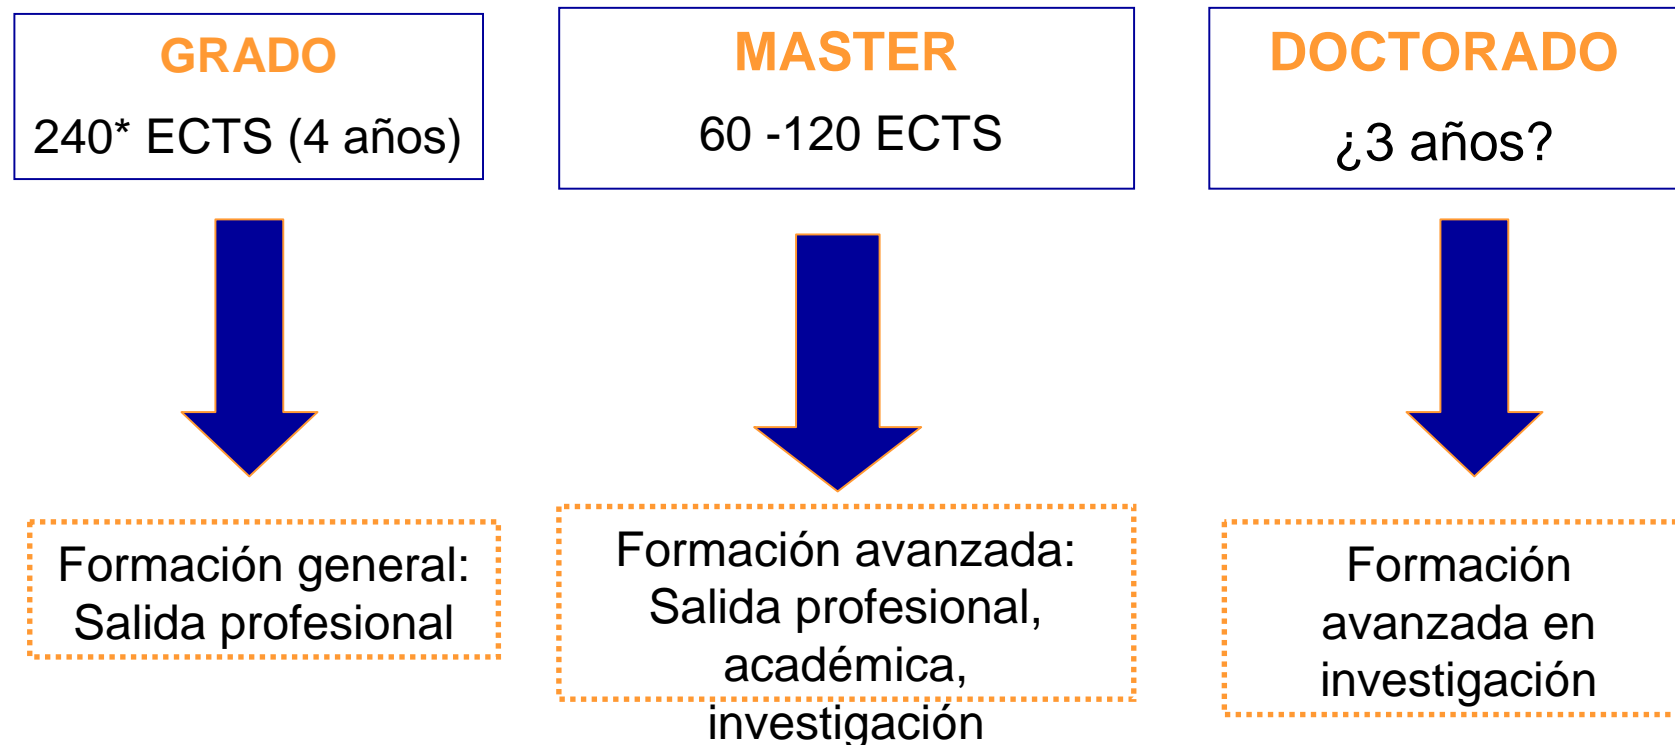 GRADO
240* ECTS (4 años)
MASTER
60 -120 ECTS
DOCTORADO
¿3 años?
Formación general:
Salida profesional
Formación avanzada:
Salida profesional,
académica,
investigación
Formación
avanzada en
investigación